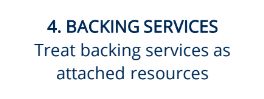 4. BACKING SERVICES
Treat backing services as
attached resources